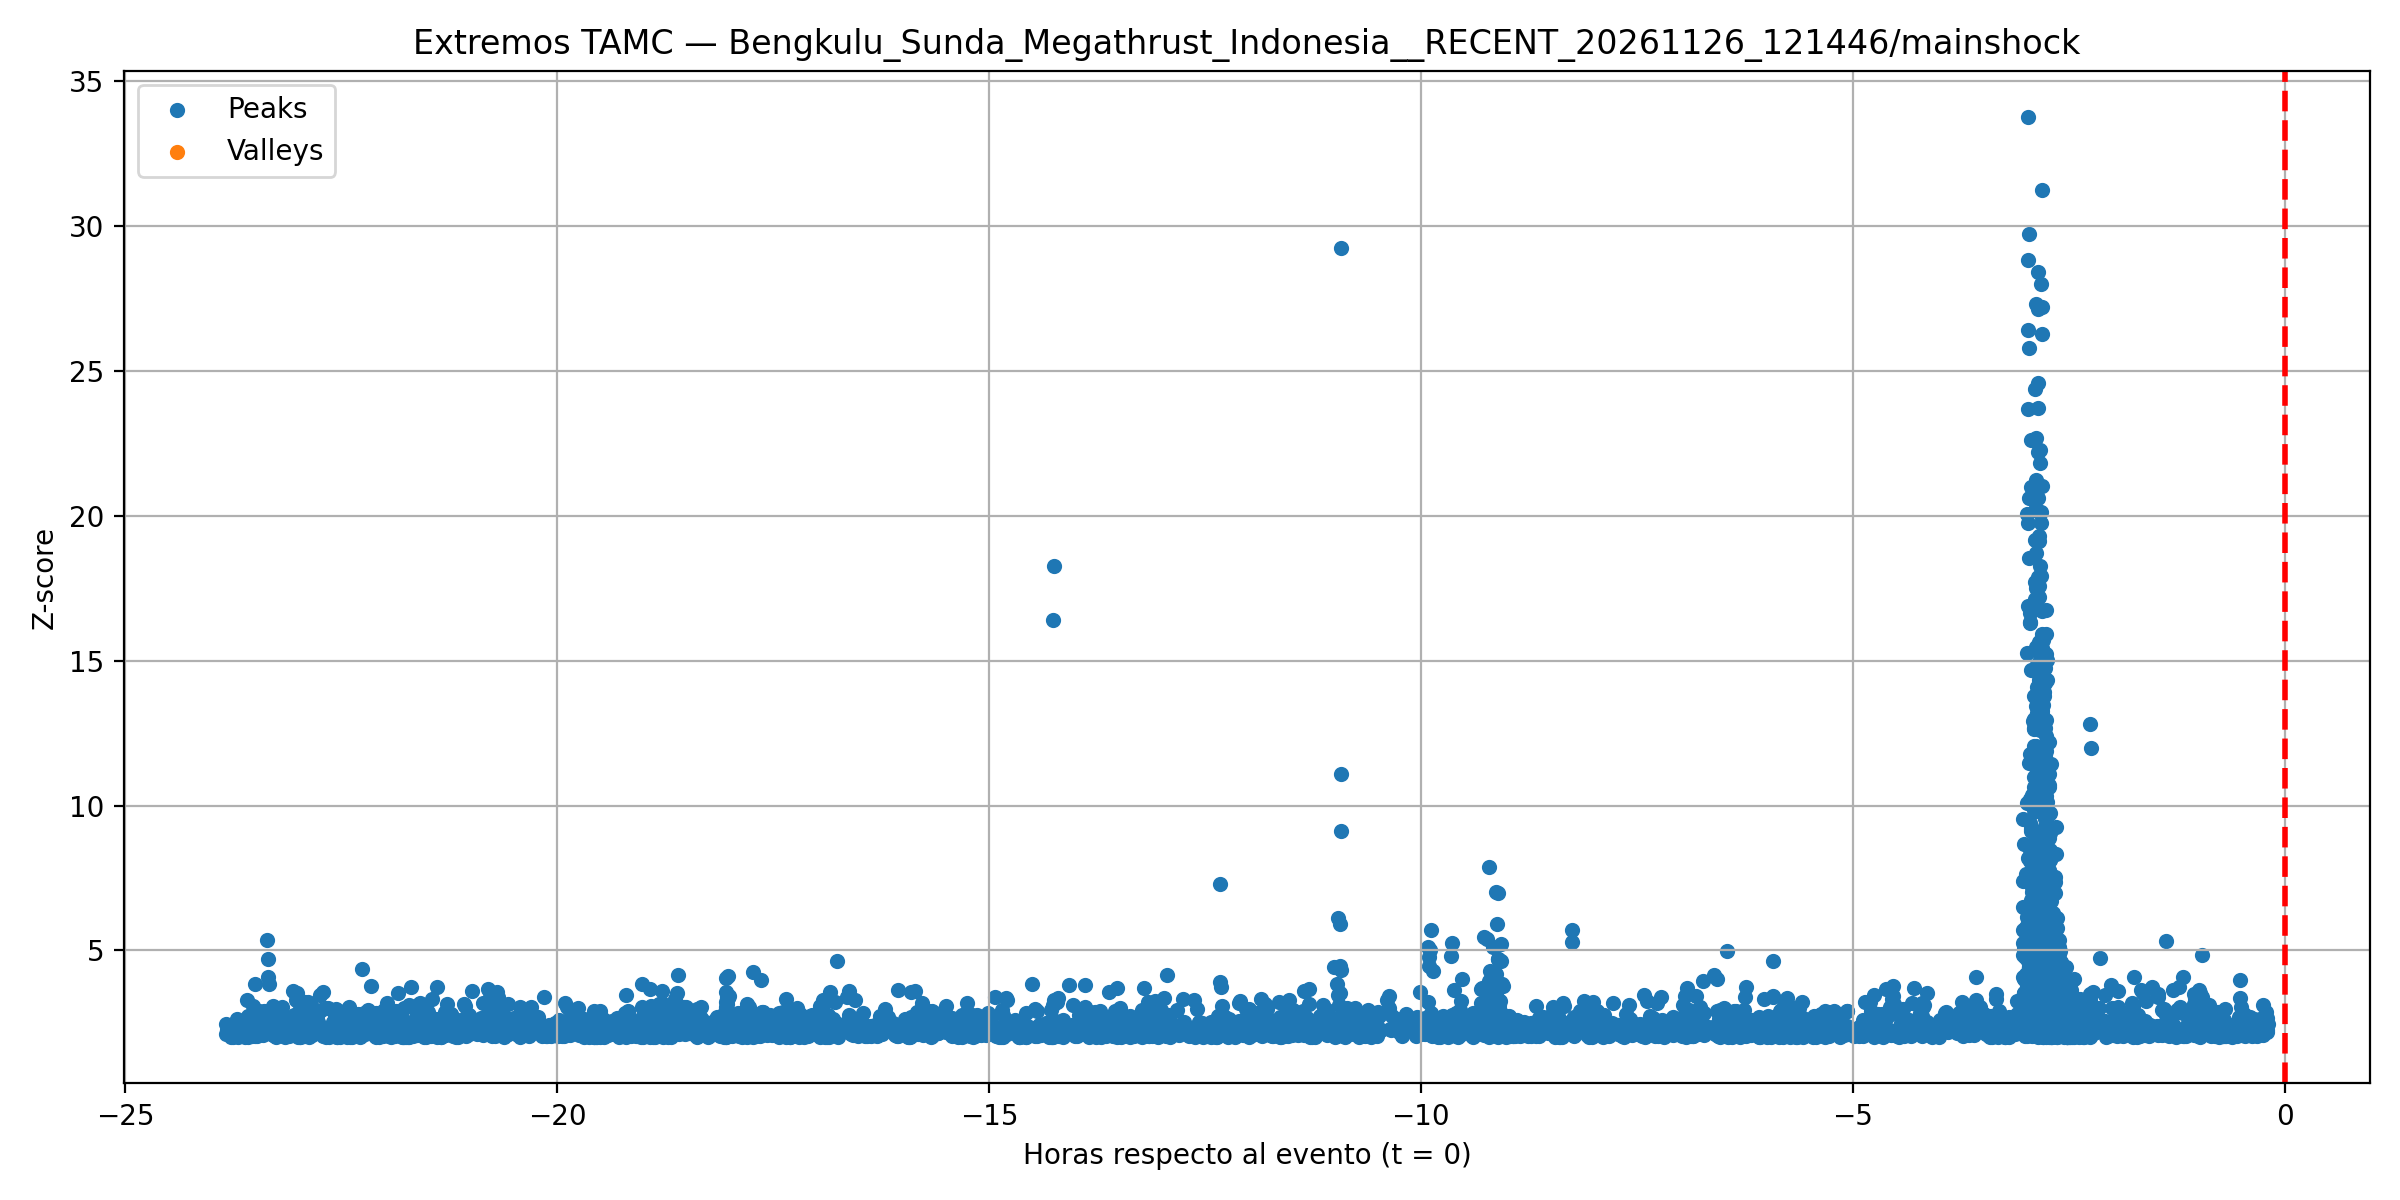 Extremos TAMC — Bengkulu_Sunda_Megathrust_Indonesia__RECENT_20261126_121446/mainshock
Peaks
Valleys
35
30
25
20
15
10
5
Z-score
−25 −20 −15 −10 −5 0
Horas respecto al evento (t = 0)